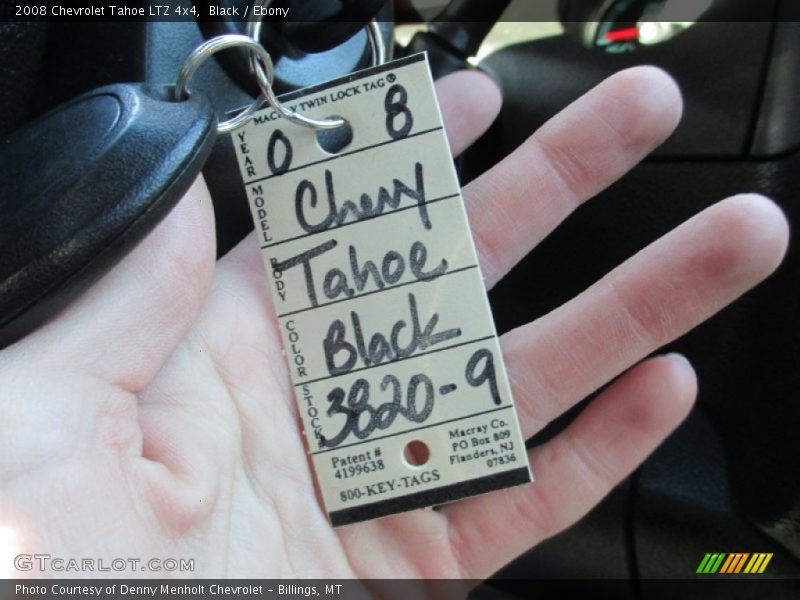 2008 Chevrolet Tahoe LTZ 4x4, Black / Ebony
MACRAY TWIN LOCK TAG®
YEAR 08
MODEL Chevy
BODY Tahoe
COLOR Black
STOCK# 3820-9
Patent #
4199638
800-KEY-TAGS
Macray Co.
PO Box 809
Flanders, NJ
07836
GTCARLOT.COM
Photo Courtesy of Denny Menholt Chevrolet – Billings, MT